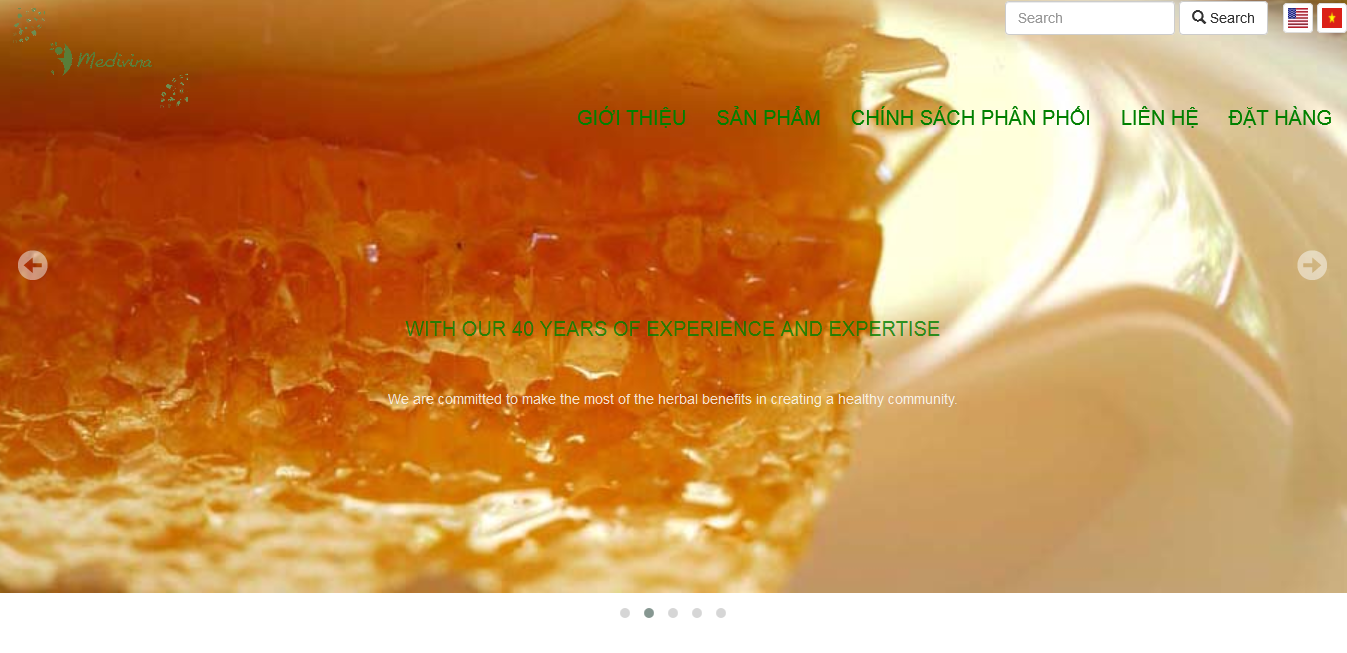 Search Search
Medivina
GIỚI THIỆU SẢN PHẨM CHÍNH SÁCH PHÂN PHỐI LIÊN HỆ ĐẶT HÀNG
WITH OUR 40 YEARS OF EXPERIENCE AND EXPERTISE
We are committed to make the most of the herbal benefits in creating a healthy community.